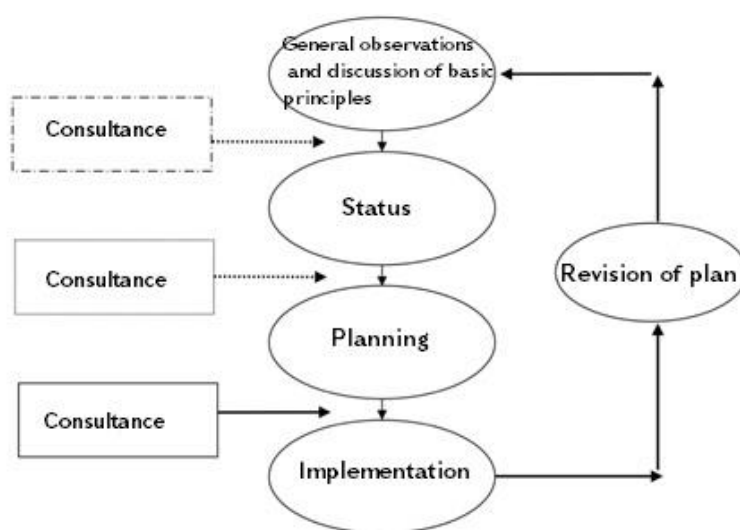 General observations
and discussion of basic
principles
Consultance
Status
Consultance
Revision of plan
Planning
Consultance
Implementation